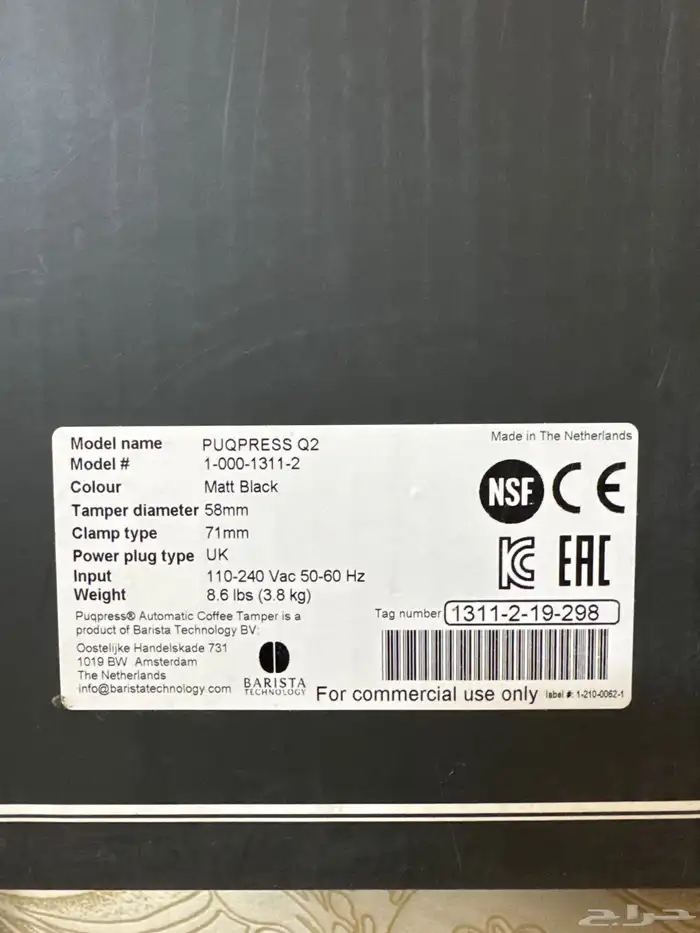 Made in The Netherlands
Model name PUQPRESS Q2
Model # 1-000-1311-2
Colour Matt Black
Tamper diameter 58mm
Clamp type 71mm
Power plug type UK
Input 110-240 Vac 50-60 Hz
Weight 8.6 lbs (3.8 kg)
NSF CE
KC EAC
Puqpress® Automatic Coffee Tamper is a
product of Barista Technology BV:
Oostelijke Handelskade 731
1019 BW Amsterdam
The Netherlands
info@baristatechnology.com
BARISTA
TECHNOLOGY
Tag number 1311-2-19-298
For commercial use only label #: 1-210-0062-1
حراج